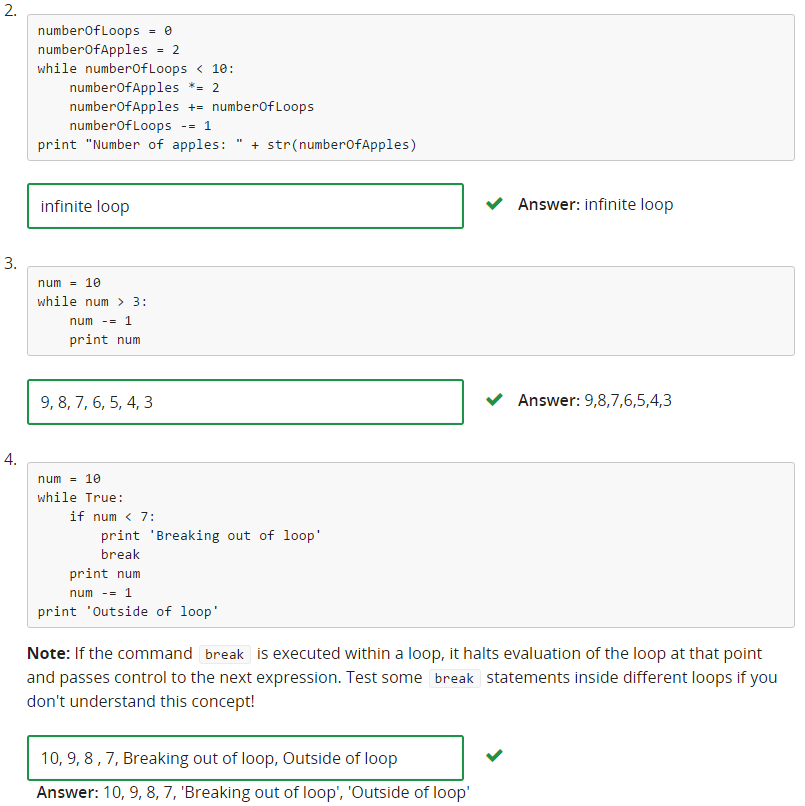 2.
numberOfLoops = 0
numberOfApples = 2
while numberOfLoops < 10:
    numberOfApples *= 2
    numberOfApples += numberOfLoops
    numberOfLoops -= 1
print "Number of apples: " + str(numberOfApples)
infinite loop
Answer: infinite loop
3.
num = 10
while num > 3:
    num -= 1
    print num
9, 8, 7, 6, 5, 4, 3
Answer: 9,8,7,6,5,4,3
4.
num = 10
while True:
    if num < 7:
        print 'Breaking out of loop'
        break
    print num
    num -= 1
print 'Outside of loop'
Note: If the command break is executed within a loop, it halts evaluation of the loop at that point
and passes control to the next expression. Test some break statements inside different loops if you
don't understand this concept!
10, 9, 8 , 7, Breaking out of loop, Outside of loop
Answer: 10, 9, 8, 7, 'Breaking out of loop', 'Outside of loop'